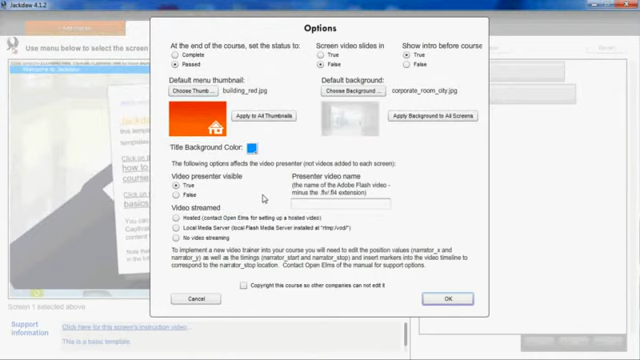 Jackdaw 4.1.2
Use menu below to select the screen
Options
At the end of the course, set the status to:
Complete
Passed
Screen video slides in
True
False
Show intro before course
True
False
Default menu thumbnail:
Choose Thumb ...
building_red.jpg
Default background:
Choose Background ...
corporate_room_city.jpg
Apply to All Thumbnails
Apply Background to All Screens
Title Background Color:
The following options affects the video presenter (not videos added to each screen):
Video presenter visible
True
False
Presenter video name
(the name of the Adobe Flash video -
minus the .flv/.f4 extension)
Video streamed
Hosted (contact Open Elms for setting up a hosted video)
Local Media Server (local Flash Media Server installed at "rtmp:/vod/")
No video streaming
To implement a new video trainer into your course you will need to edit the position values (narrator_x and
narrator_y) as well as the timings (narrator_start and narrator_stop) and insert markers into the video timeline to
correspond to the narrator_stop location. Contact Open Elms of the manual for support options.
Copyright this course so other companies can not edit it
Cancel
OK
Screen 1 selected above
Support
information
Click here for this screen's instruction video...
This is a basic template